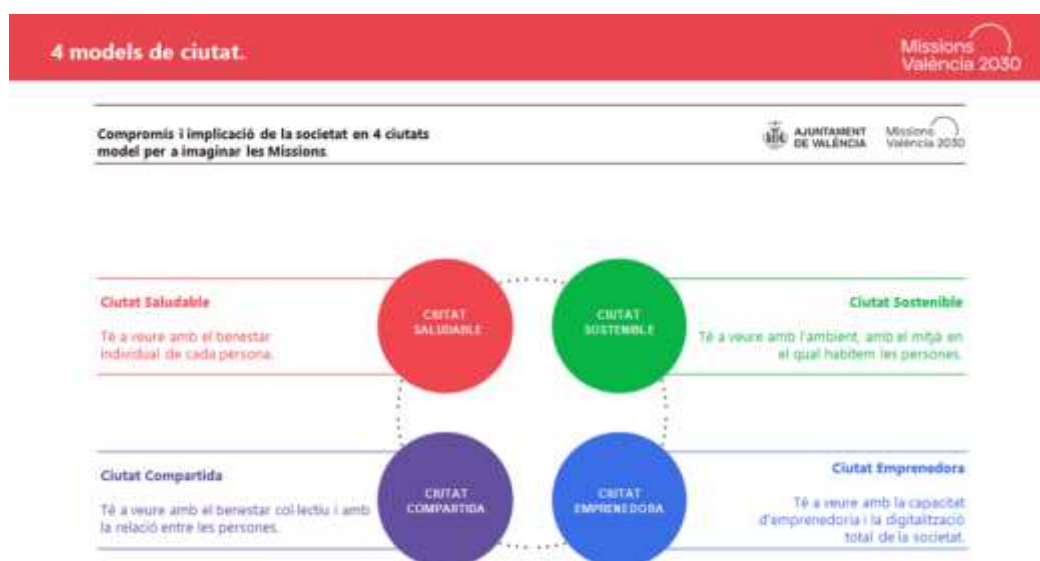 4 models de ciutat.
Missions
València 2030
Compromís i implicació de la societat en 4 ciutats
model per a imaginar les Missions
AJUNTAMENT
DE VALÈNCIA
Missions
València 2030
Ciutat Saludable
Té a veure amb el benestar
individual de cada persona.
CIUTAT
SALUDABLE
CIUTAT
SOSTENIBLE
Ciutat Sostenible
Té a veure amb l'ambient, amb el mitjà en
el qual habitem les persones.
Ciutat Compartida
Té a veure amb el benestar col·lectiu i amb
la relació entre les persones.
CIUTAT
COMPARTIDA
CIUTAT
EMPRENEDORA
Ciutat Emprenedora
Té a veure amb la capacitat
d'emprenedoria i la digitalització
total de la societat.